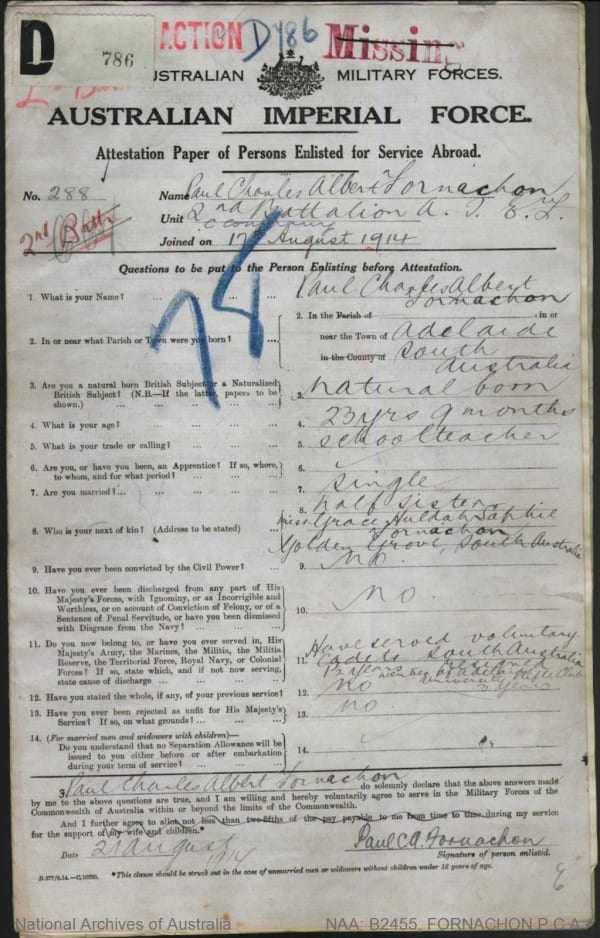 D
786
ACTION
D786
Missing
AUSTRALIAN MILITARY FORCES.
AUSTRALIAN IMPERIAL FORCE.
Attestation Paper of Persons Enlisted for Service Abroad.
No. 288 Name Paul Charles Albert Fornachon
Unit 2nd Battalion A. I. E. F.
2nd Battn C Company
Joined on 17 August 1914
78
Questions to be put to the Person Enlisting before Attestation.
1. What is your Name? ... 1. Paul Charles Albert
Fornachon
2. In or near what Parish or Town were you born? ... 2. In the Parish of , in or
near the Town of Adelaide
in the County of South
Australia
3. Are you a natural born British Subject or a Naturalized
British Subject? (N.B.—If the latter, papers to be
shown.) ... 3. natural born
4. What is your age? ... 4. 23 yrs 9 months
5. What is your trade or calling? ... 5. schoolteacher
6. Are you, or have you been, an Apprentice? If so, where,
to whom, and for what period? ... 6.
7. Are you married? ... 7. single
8. Who is your next of kin? (Address to be stated) ... 8. half sister
Miss Grace Huldah Sophie
Fornachon
Golden Grove, South Australia
9. Have you ever been convicted by the Civil Power? ... 9. No.
10. Have you ever been discharged from any part of His
Majesty's Forces, with Ignominy, or as Incorrigible and
Worthless, or on account of Conviction of Felony, or of a
Sentence of Penal Servitude, or have you been dismissed
with Disgrace from the Navy? ... 10. No.
11. Do you now belong to, or have you ever served in, His
Majesty's Army, the Marines, the Militia, the Militia
Reserve, the Territorial Force, Royal Navy, or Colonial
Forces? If so, state which, and if not now serving,
state cause of discharge ... 11. Have served voluntary
Cadets South Australia
2 years resigned
University 2 years
12. Have you stated the whole, if any, of your previous service? 12. No
13. Have you ever been rejected as unfit for His Majesty's
Service? If so, on what grounds? ... 13. No.
14. (For married men and widowers with children)—
Do you understand that no Separation Allowance will be
issued to you either before or after embarkation
during your term of service? ... 14.
I, Paul Charles Albert Fornachon do solemnly declare that the above answers made
by me to the above questions are true, and I am willing and hereby voluntarily agree to serve in the Military Forces of the
Commonwealth of Australia within or beyond the limits of the Commonwealth.
And I further agree to allot not less than two-fifths of the pay payable to me from time to time during my service
for the support of my wife and children.*
Date 21 August 1914 Paul C A. Fornachon
Signature of person enlisted.
D.377/8.14.—C.10293. *This clause should be struck out in the case of unmarried men or widowers without children under 18 years of age.
National Archives of Australia NAA: B2455, FORNACHON P C A